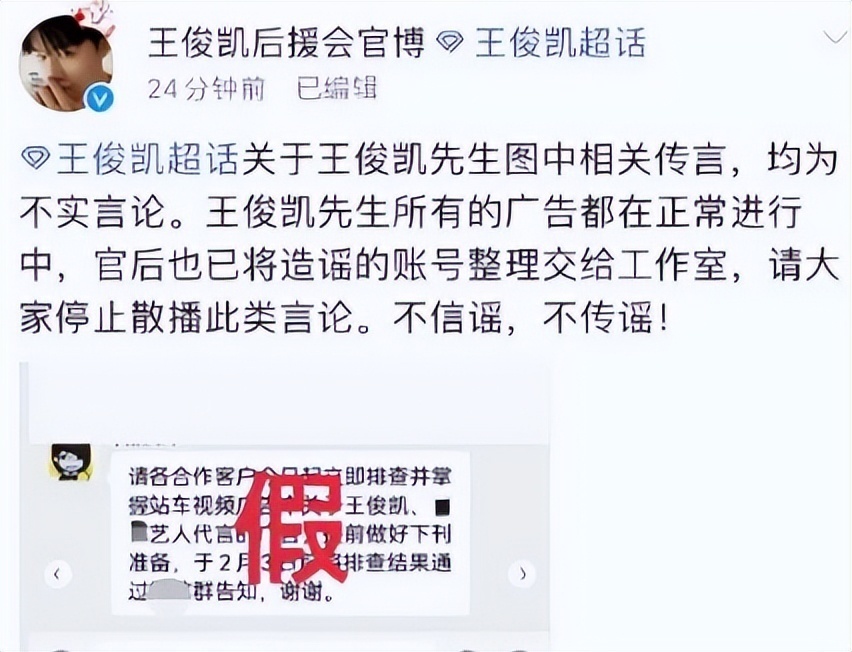 王俊凯后援会官博 王俊凯超话
24分钟前 已编辑
王俊凯超话关于王俊凯先生图中相关传言，均为
不实言论。王俊凯先生所有的广告都在正常进行
中，官后也已将造谣的账号整理交给工作室，请大
家停止散播此类言论。不信谣，不传谣！
请各合作客户今日起立即排查并掌
握站车视频广 王俊凯、
艺人代言 前做好下刊
准备，于2月3日 排查结果通
过 群告知，谢谢。
假